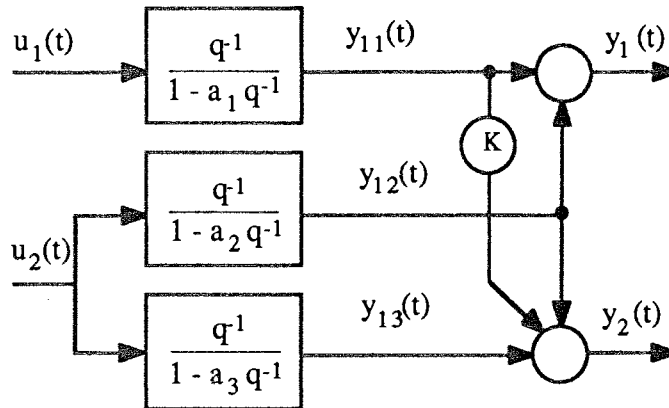 u₁(t)
q⁻¹
1 - a₁ q⁻¹
y₁₁(t)
y₁(t)
K
u₂(t)
q⁻¹
1 - a₂ q⁻¹
y₁₂(t)
q⁻¹
1 - a₃ q⁻¹
y₁₃(t)
y₂(t)